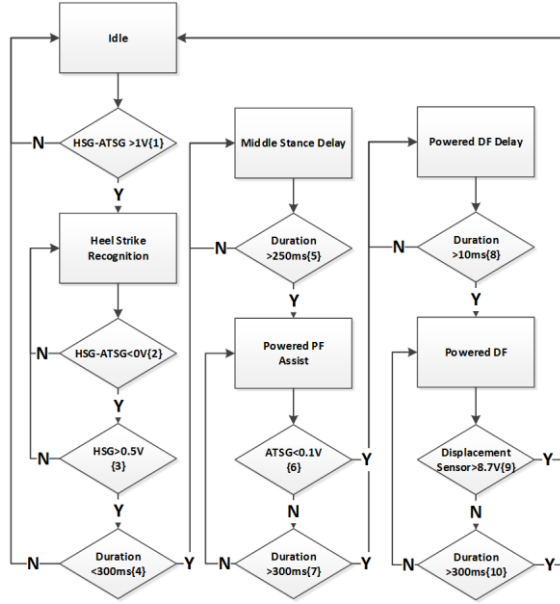 Idle
HSG-ATSG >1V{1}
N
Y
Heel Strike
Recognition
HSG-ATSG<0V{2}
N
Y
HSG>0.5V
{3}
N
Y
Duration
<300ms{4}
N
Y
Middle Stance Delay
Duration
>250ms{5}
N
Y
Powered PF
Assist
ATSG<0.1V
{6}
Y
N
Duration
>300ms{7}
N
Y
Powered DF Delay
Duration
>10ms{8}
N
Y
Powered DF
Displacement
Sensor>8.7V{9}
Y
N
Duration
>300ms{10}
N
Y